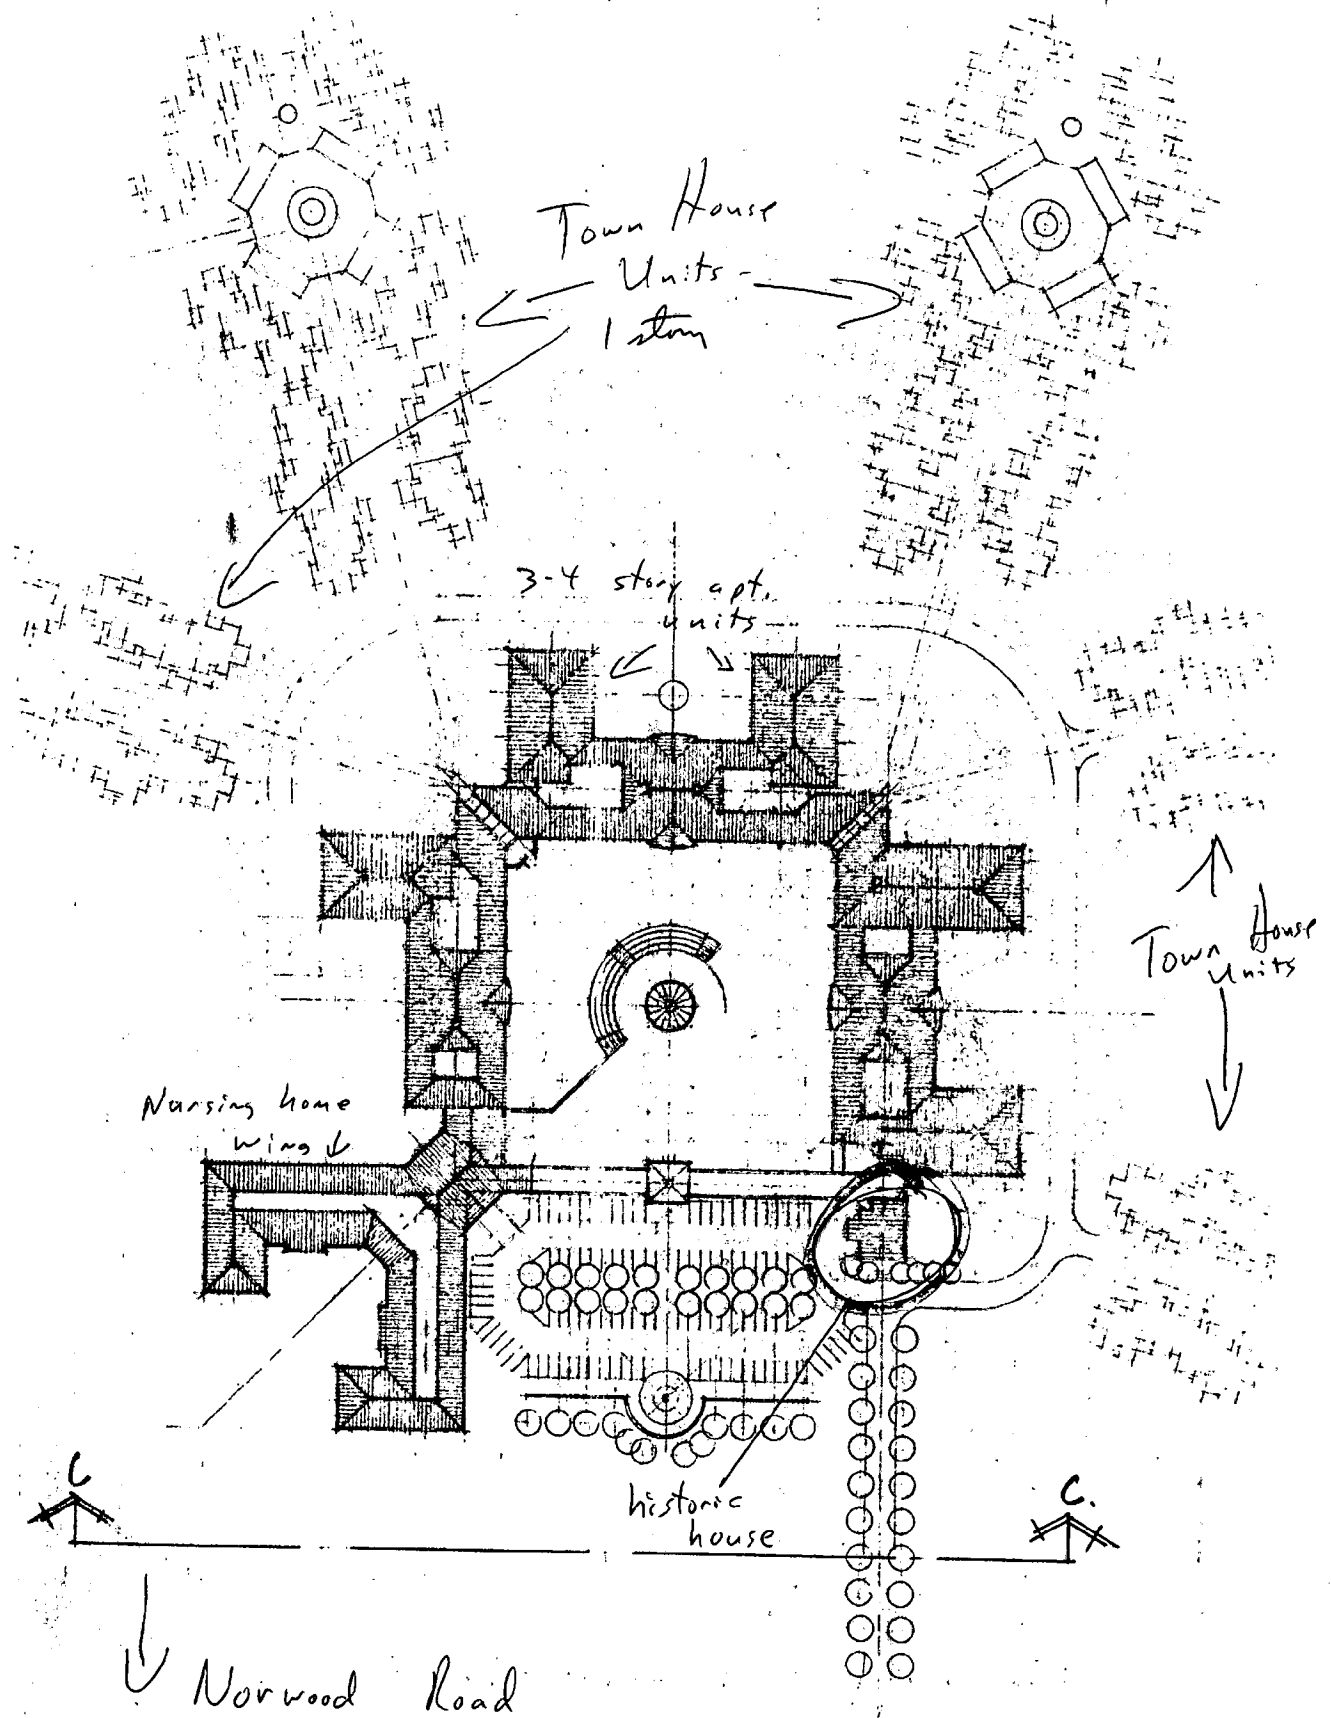 Town House
Units -
1 story
3-4 story apt.
units
Town House
Units
Nursing home
wing
historic
house
C
C.
Norwood Road